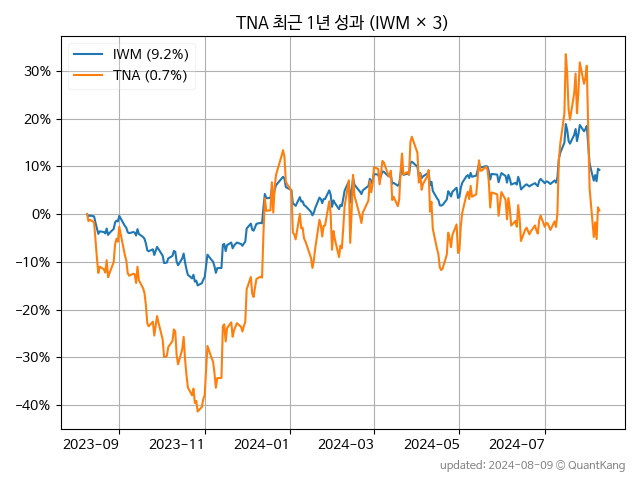 TNA 최근 1년 성과 (IWM × 3)
IWM (9.2%)
TNA (0.7%)
30%
20%
10%
0%
−10%
−20%
−30%
−40%
2023-09 2023-11 2024-01 2024-03 2024-05 2024-07
updated: 2024-08-09 © QuantKang